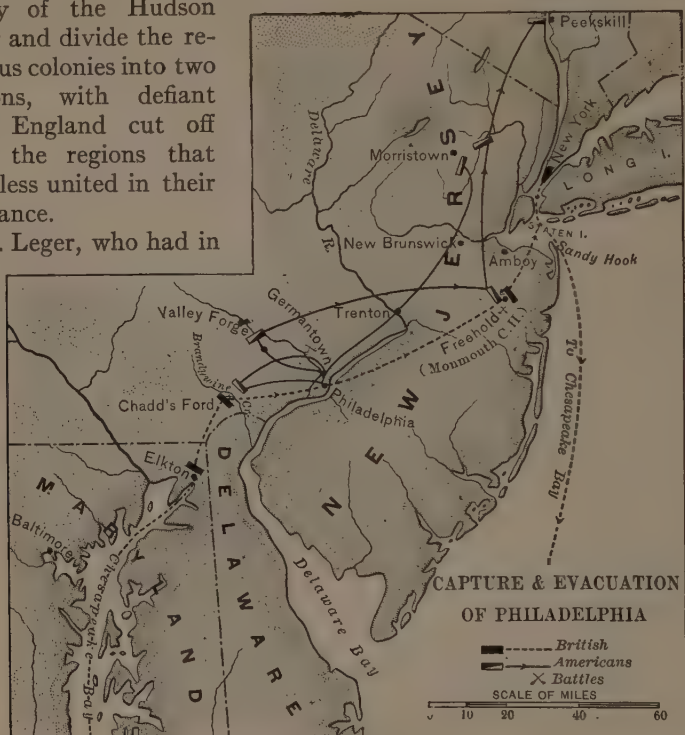 y of the Hudson
and divide the re-
us colonies into two
ns, with defiant
England cut off
the regions that
less united in their
ance.
. Leger, who had in
Peekskill
Delaware
R.
Morristown
New York
LONG I.
STATEN I.
New Brunswick
Amboy
Sandy Hook
Valley Forge
Germantown
Trenton
Freehold
(Monmouth C.H.)
Brandywine Cr.
Chadd's Ford
Philadelphia
To Chesapeake Bay
Elkton
NEW JERSEY
MARYLAND
DELAWARE
Baltimore
Chesapeake Bay
Delaware Bay
CAPTURE & EVACUATION
OF PHILADELPHIA
British
Americans
Battles
SCALE OF MILES
10 20 40 60